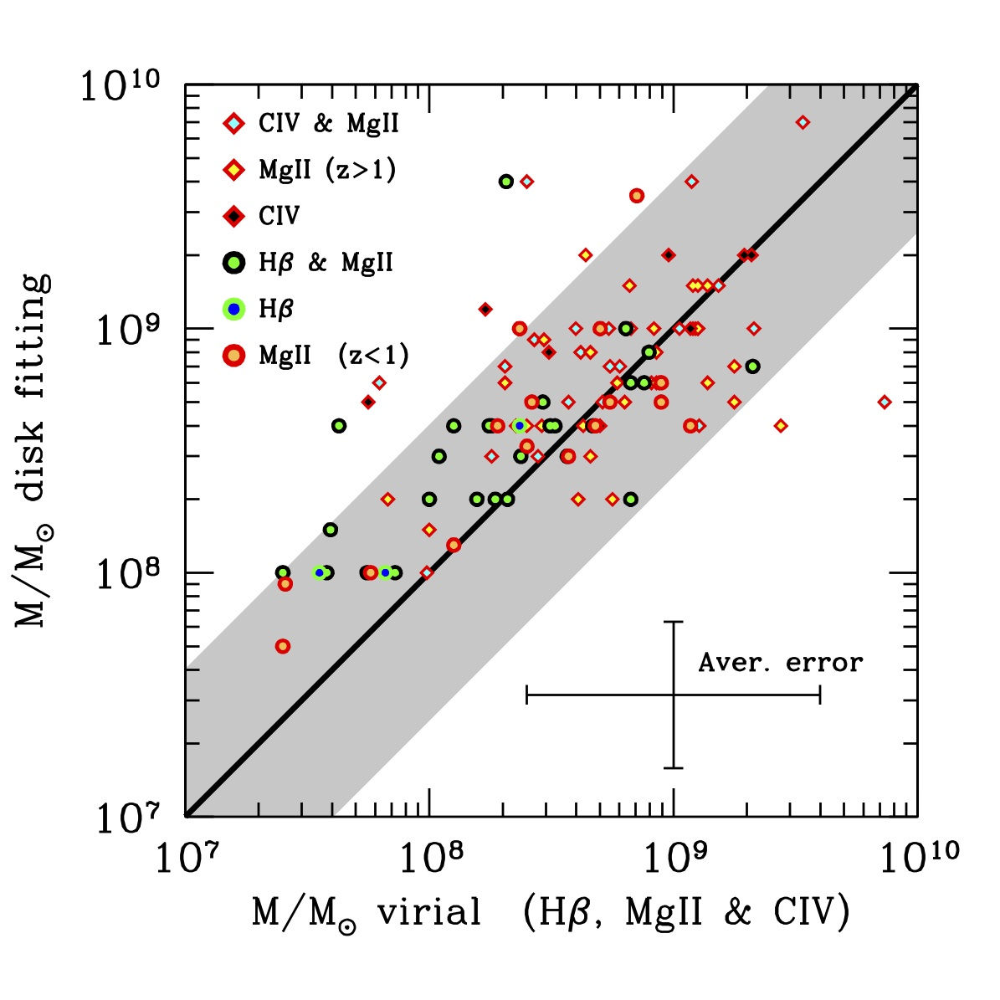 10¹⁰
CIV & MgII
MgII (z>1)
CIV
Hβ & MgII
Hβ
MgII (z<1)
10⁹
10⁸
10⁷
M/M☉ disk fitting
Aver. error
10⁷ 10⁸ 10⁹ 10¹⁰
M/M☉ virial (Hβ, MgII & CIV)